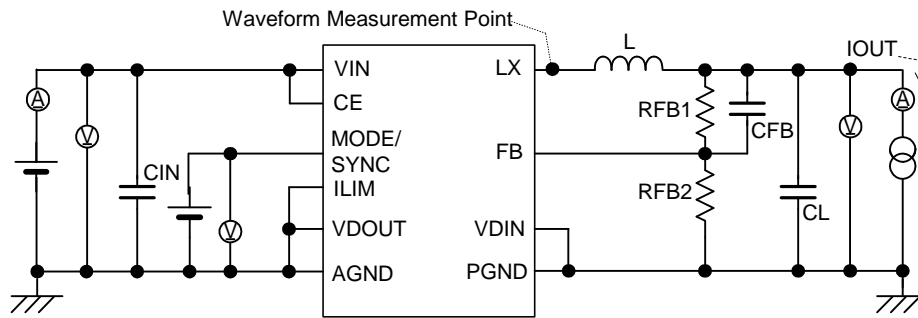 Waveform Measurement Point
L
IOUT
VIN
LX
A
CE
RFB1
A
V
MODE/
SYNC
CFB
V
CIN
FB
ILIM
RFB2
V
VDOUT
VDIN
CL
AGND
PGND